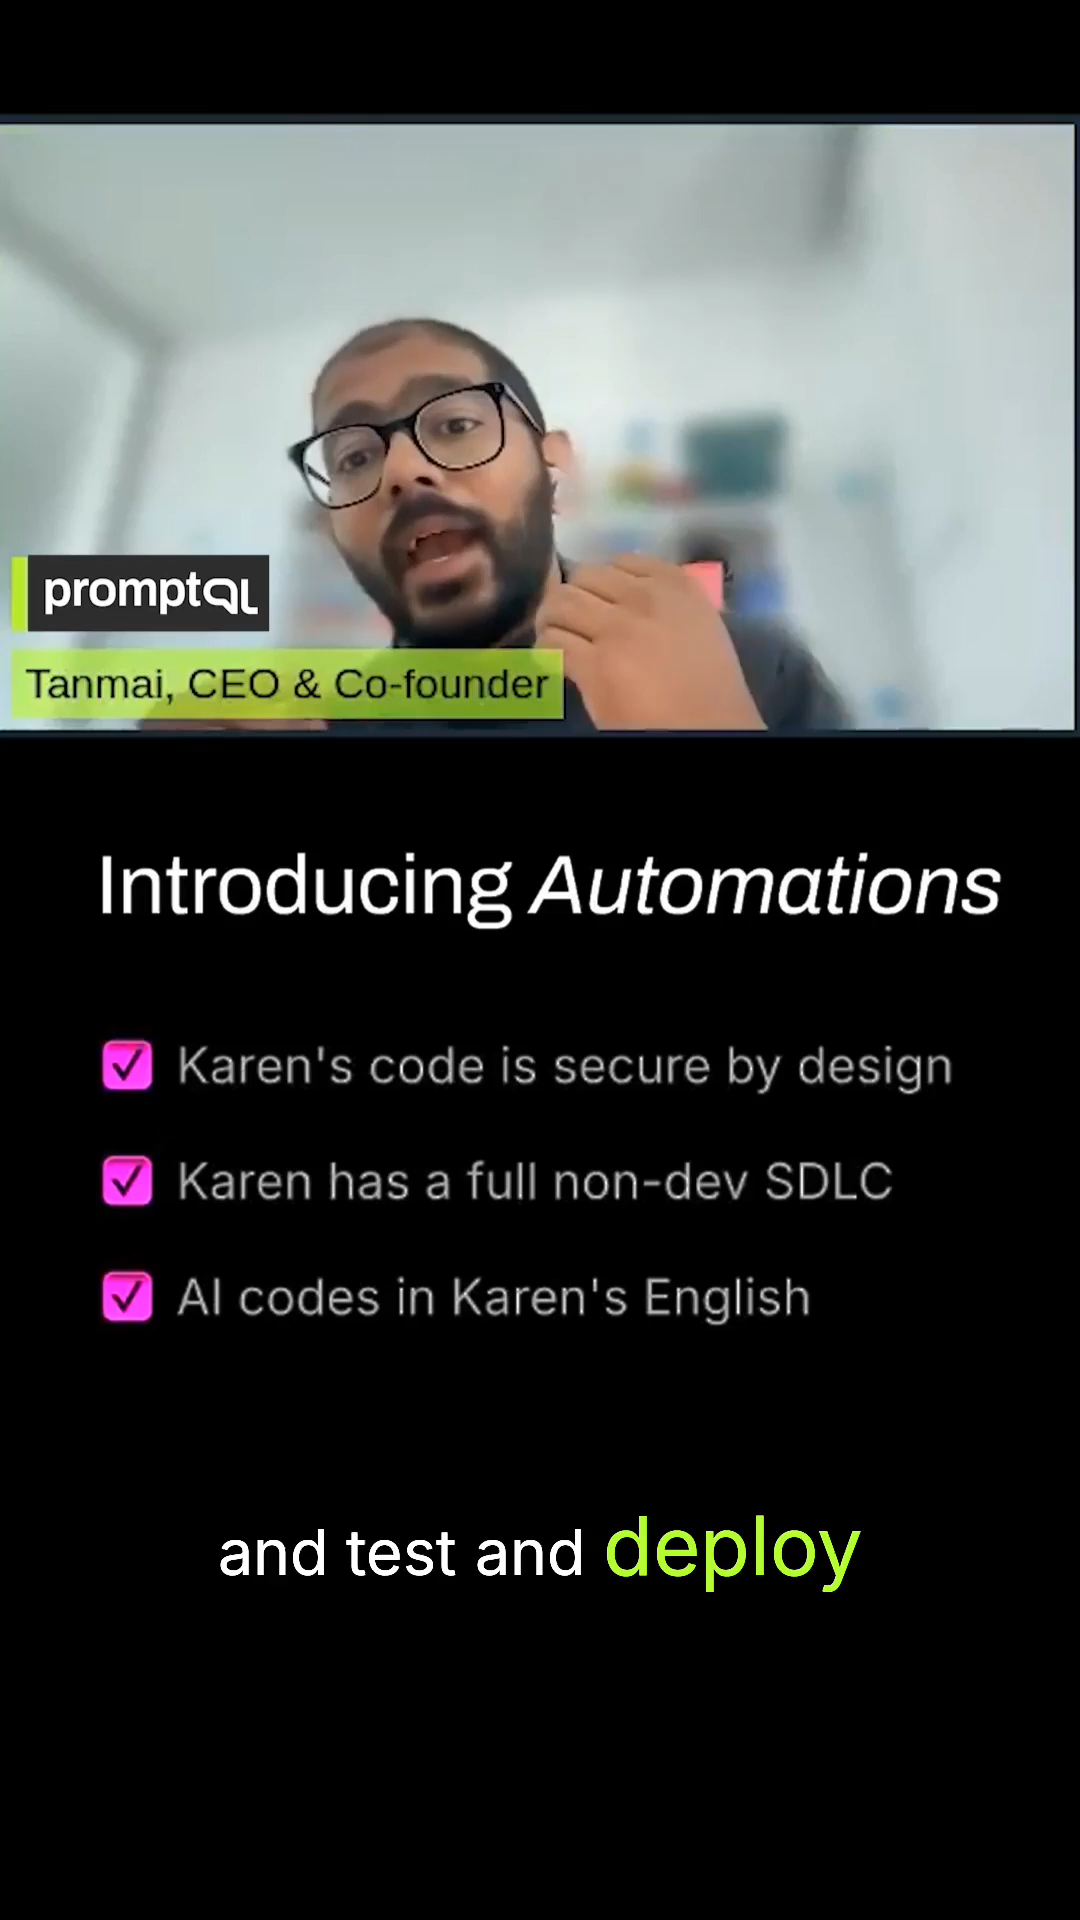 promptql
Tanmai, CEO & Co-founder
Introducing Automations
Karen's code is secure by design
Karen has a full non-dev SDLC
AI codes in Karen's English
and test and deploy